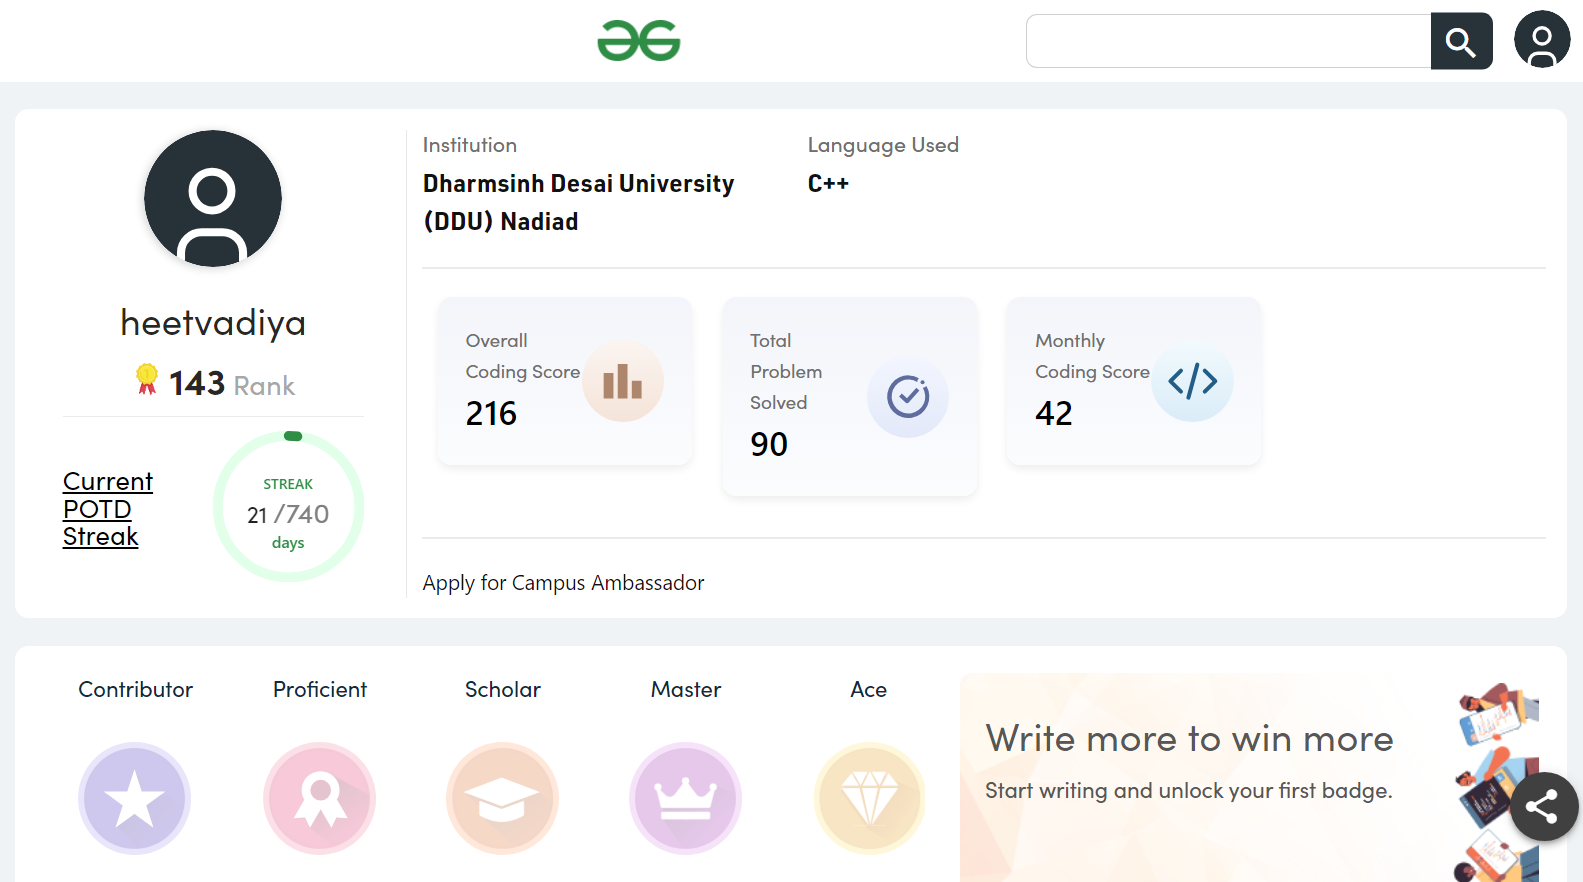 heetvadiya
143 Rank
Current
POTD
Streak
STREAK
21 /740
days
Institution
Dharmsinh Desai University
(DDU) Nadiad
Language Used
C++
Overall
Coding Score
216
Total
Problem
Solved
90
Monthly
Coding Score
42
Apply for Campus Ambassador
Contributor
Proficient
Scholar
Master
Ace
Write more to win more
Start writing and unlock your first badge.